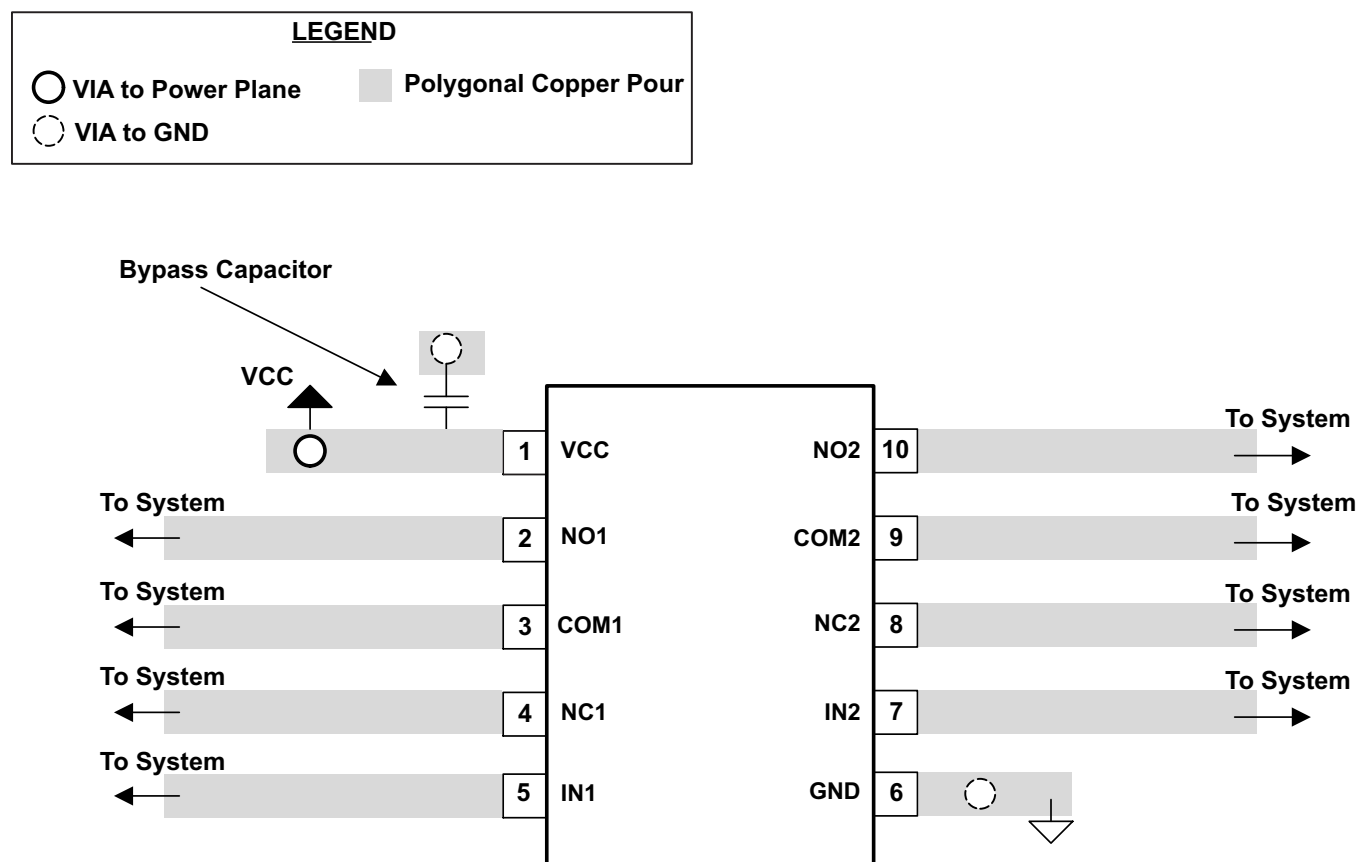 LEGEND
VIA to Power Plane
Polygonal Copper Pour
VIA to GND
Bypass Capacitor
VCC
1 VCC
NO2 10
To System
To System
2 NO1
COM2 9
To System
To System
3 COM1
NC2 8
To System
To System
4 NC1
IN2 7
To System
To System
5 IN1
GND 6